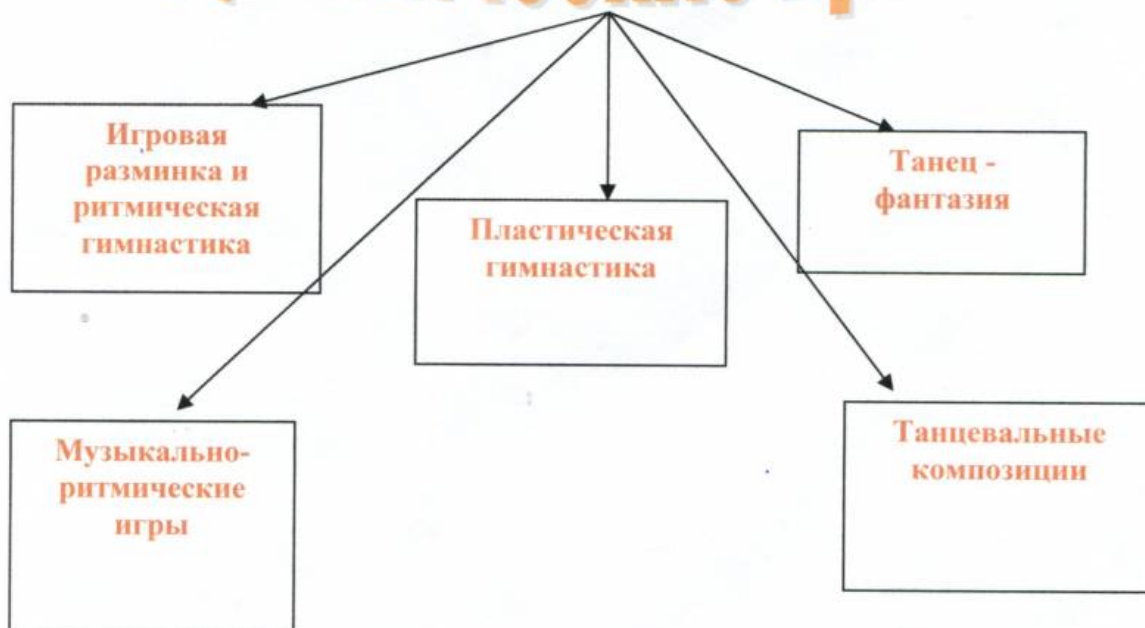 Игровая
разминка и
ритмическая
гимнастика
Пластическая
гимнастика
Танец -
фантазия
Музыкально-
ритмические
игры
Танцевальные
композиции